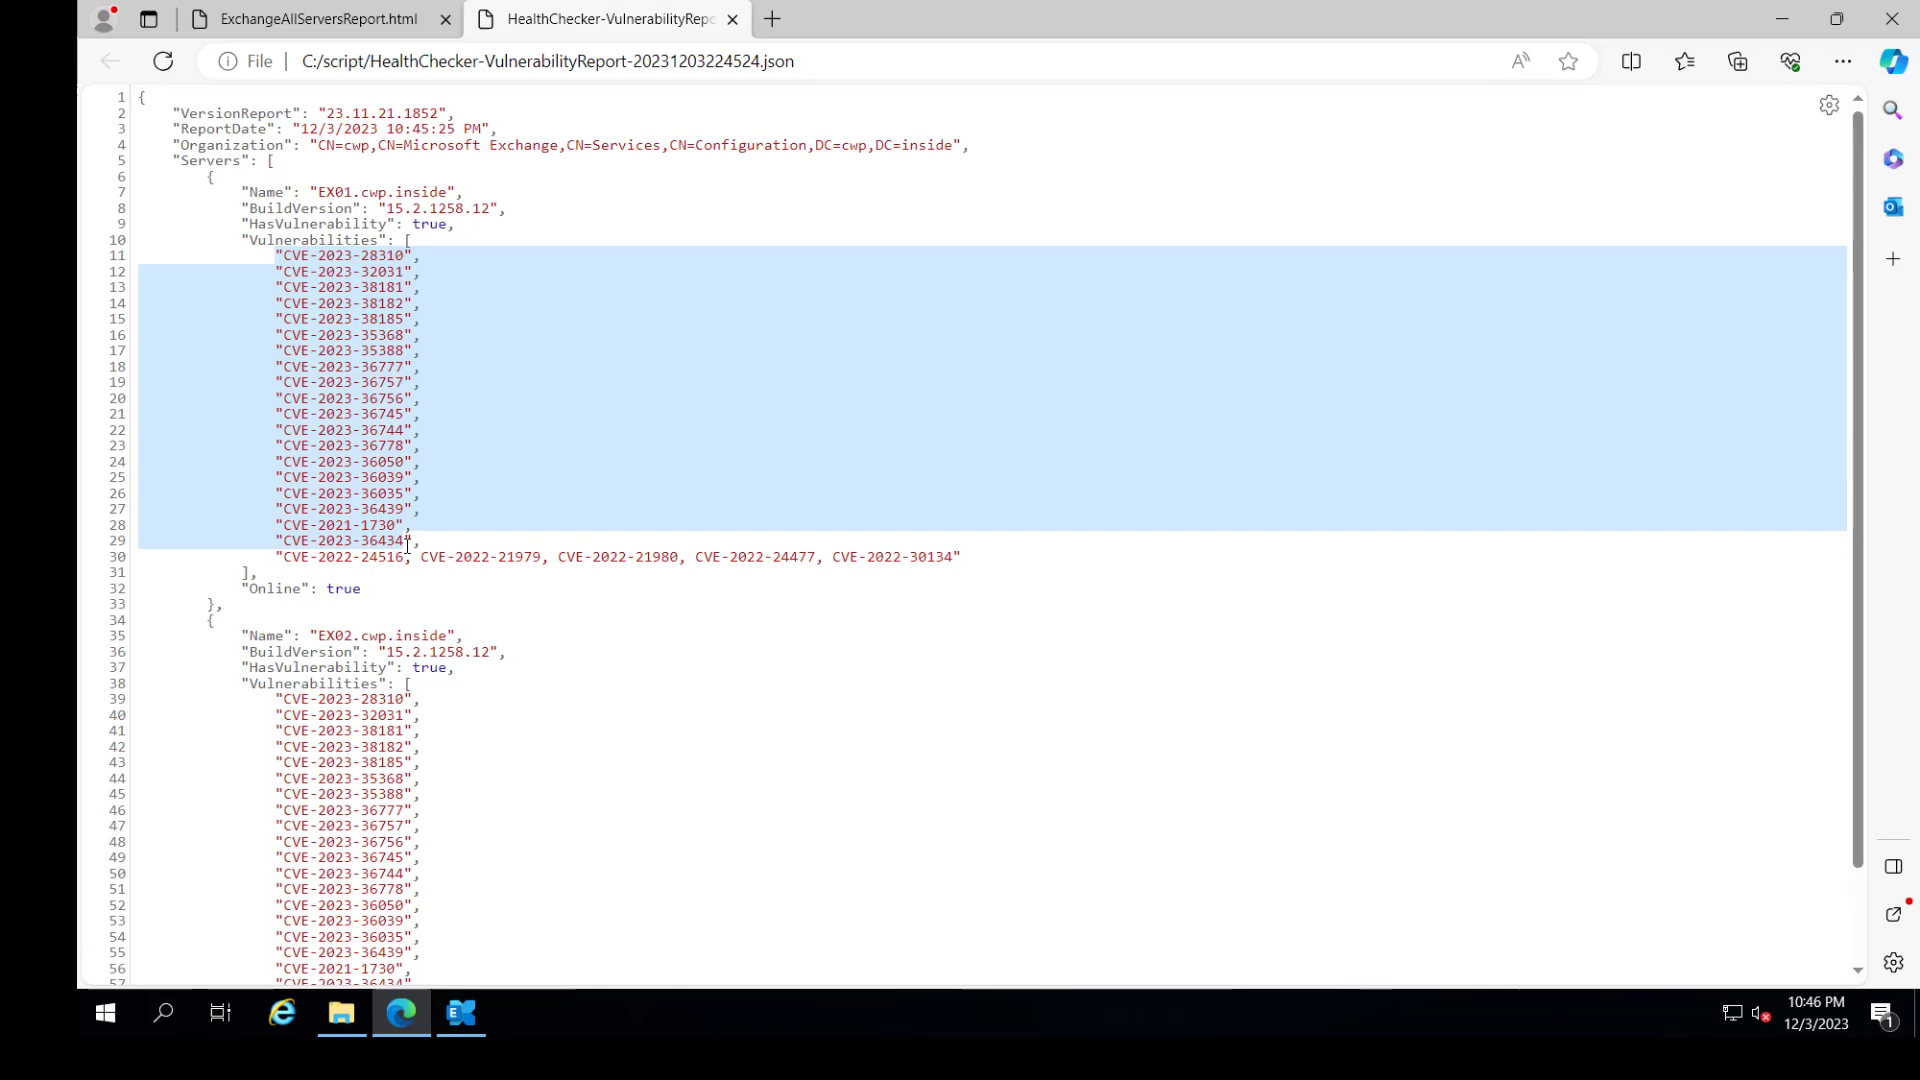 ExchangeAllServersReport.html
HealthChecker-VulnerabilityRepo
File
C:/script/HealthChecker-VulnerabilityReport-20231203224524.json
1 {
2 "VersionReport": "23.11.21.1852",
3 "ReportDate": "12/3/2023 10:45:25 PM",
4 "Organization": "CN=cwp,CN=Microsoft Exchange,CN=Services,CN=Configuration,DC=cwp,DC=inside",
5 "Servers": [
6 {
7 "Name": "EX01.cwp.inside",
8 "BuildVersion": "15.2.1258.12",
9 "HasVulnerability": true,
10 "Vulnerabilities": [
11 "CVE-2023-28310",
12 "CVE-2023-32031",
13 "CVE-2023-38181",
14 "CVE-2023-38182",
15 "CVE-2023-38185",
16 "CVE-2023-35368",
17 "CVE-2023-35388",
18 "CVE-2023-36777",
19 "CVE-2023-36757",
20 "CVE-2023-36756",
21 "CVE-2023-36745",
22 "CVE-2023-36744",
23 "CVE-2023-36778",
24 "CVE-2023-36050",
25 "CVE-2023-36039",
26 "CVE-2023-36035",
27 "CVE-2023-36439",
28 "CVE-2021-1730",
29 "CVE-2023-36434",
30 "CVE-2022-24516, CVE-2022-21979, CVE-2022-21980, CVE-2022-24477, CVE-2022-30134"
31 ],
32 "Online": true
33 },
34 {
35 "Name": "EX02.cwp.inside",
36 "BuildVersion": "15.2.1258.12",
37 "HasVulnerability": true,
38 "Vulnerabilities": [
39 "CVE-2023-28310",
40 "CVE-2023-32031",
41 "CVE-2023-38181",
42 "CVE-2023-38182",
43 "CVE-2023-38185",
44 "CVE-2023-35368",
45 "CVE-2023-35388",
46 "CVE-2023-36777",
47 "CVE-2023-36757",
48 "CVE-2023-36756",
49 "CVE-2023-36745",
50 "CVE-2023-36744",
51 "CVE-2023-36778",
52 "CVE-2023-36050",
53 "CVE-2023-36039",
54 "CVE-2023-36035",
55 "CVE-2023-36439",
56 "CVE-2021-1730",
57 "CVE-2023-36434"
10:46 PM
12/3/2023
1